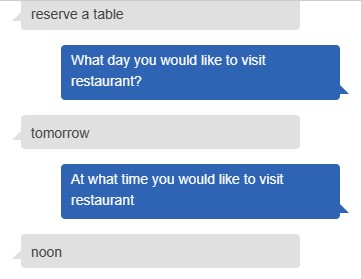 reserve a table
What day you would like to visit
restaurant?
tomorrow
At what time you would like to visit
restaurant
noon